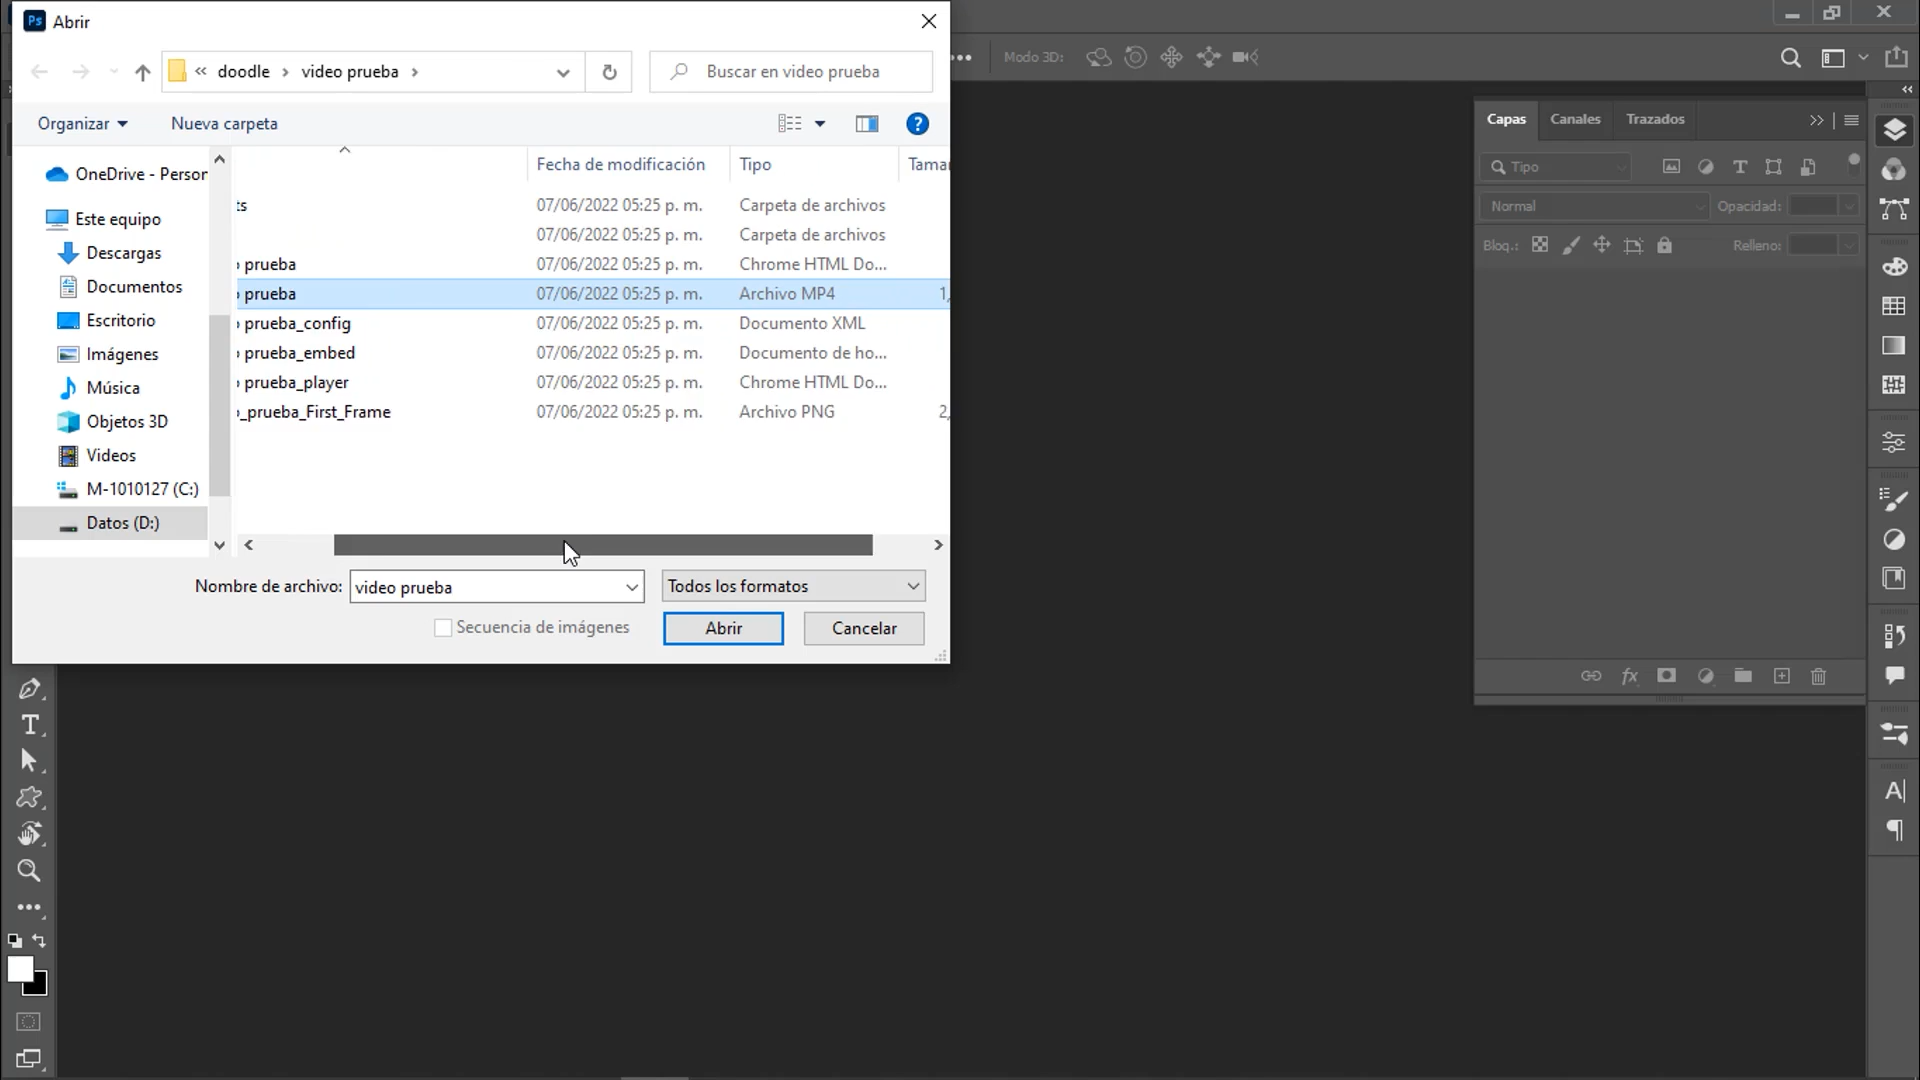 Ps Abrir
« doodle › video prueba ›
Buscar en video prueba
Modo 3D:
Organizar
Nueva carpeta
Fecha de modificación Tipo
OneDrive - Person
Este equipo
Descargas
Documentos
Escritorio
Imágenes
Música
Objetos 3D
Videos
M-1010127 (C:)
Datos (D:)
ts 07/06/2022 05:25 p. m. Carpeta de archivos
07/06/2022 05:25 p. m. Carpeta de archivos
prueba 07/06/2022 05:25 p. m. Chrome HTML Do...
prueba 07/06/2022 05:25 p. m. Archivo MP4 1,
prueba_config 07/06/2022 05:25 p. m. Documento XML
prueba_embed 07/06/2022 05:25 p. m. Documento de ho...
prueba_player 07/06/2022 05:25 p. m. Chrome HTML Do...
_prueba_First_Frame 07/06/2022 05:25 p. m. Archivo PNG 2,
Nombre de archivo: video prueba Todos los formatos
Secuencia de imágenes Abrir Cancelar
Capas Canales Trazados
Tipo
Normal Opacidad:
Bloq.: Relleno:
fx